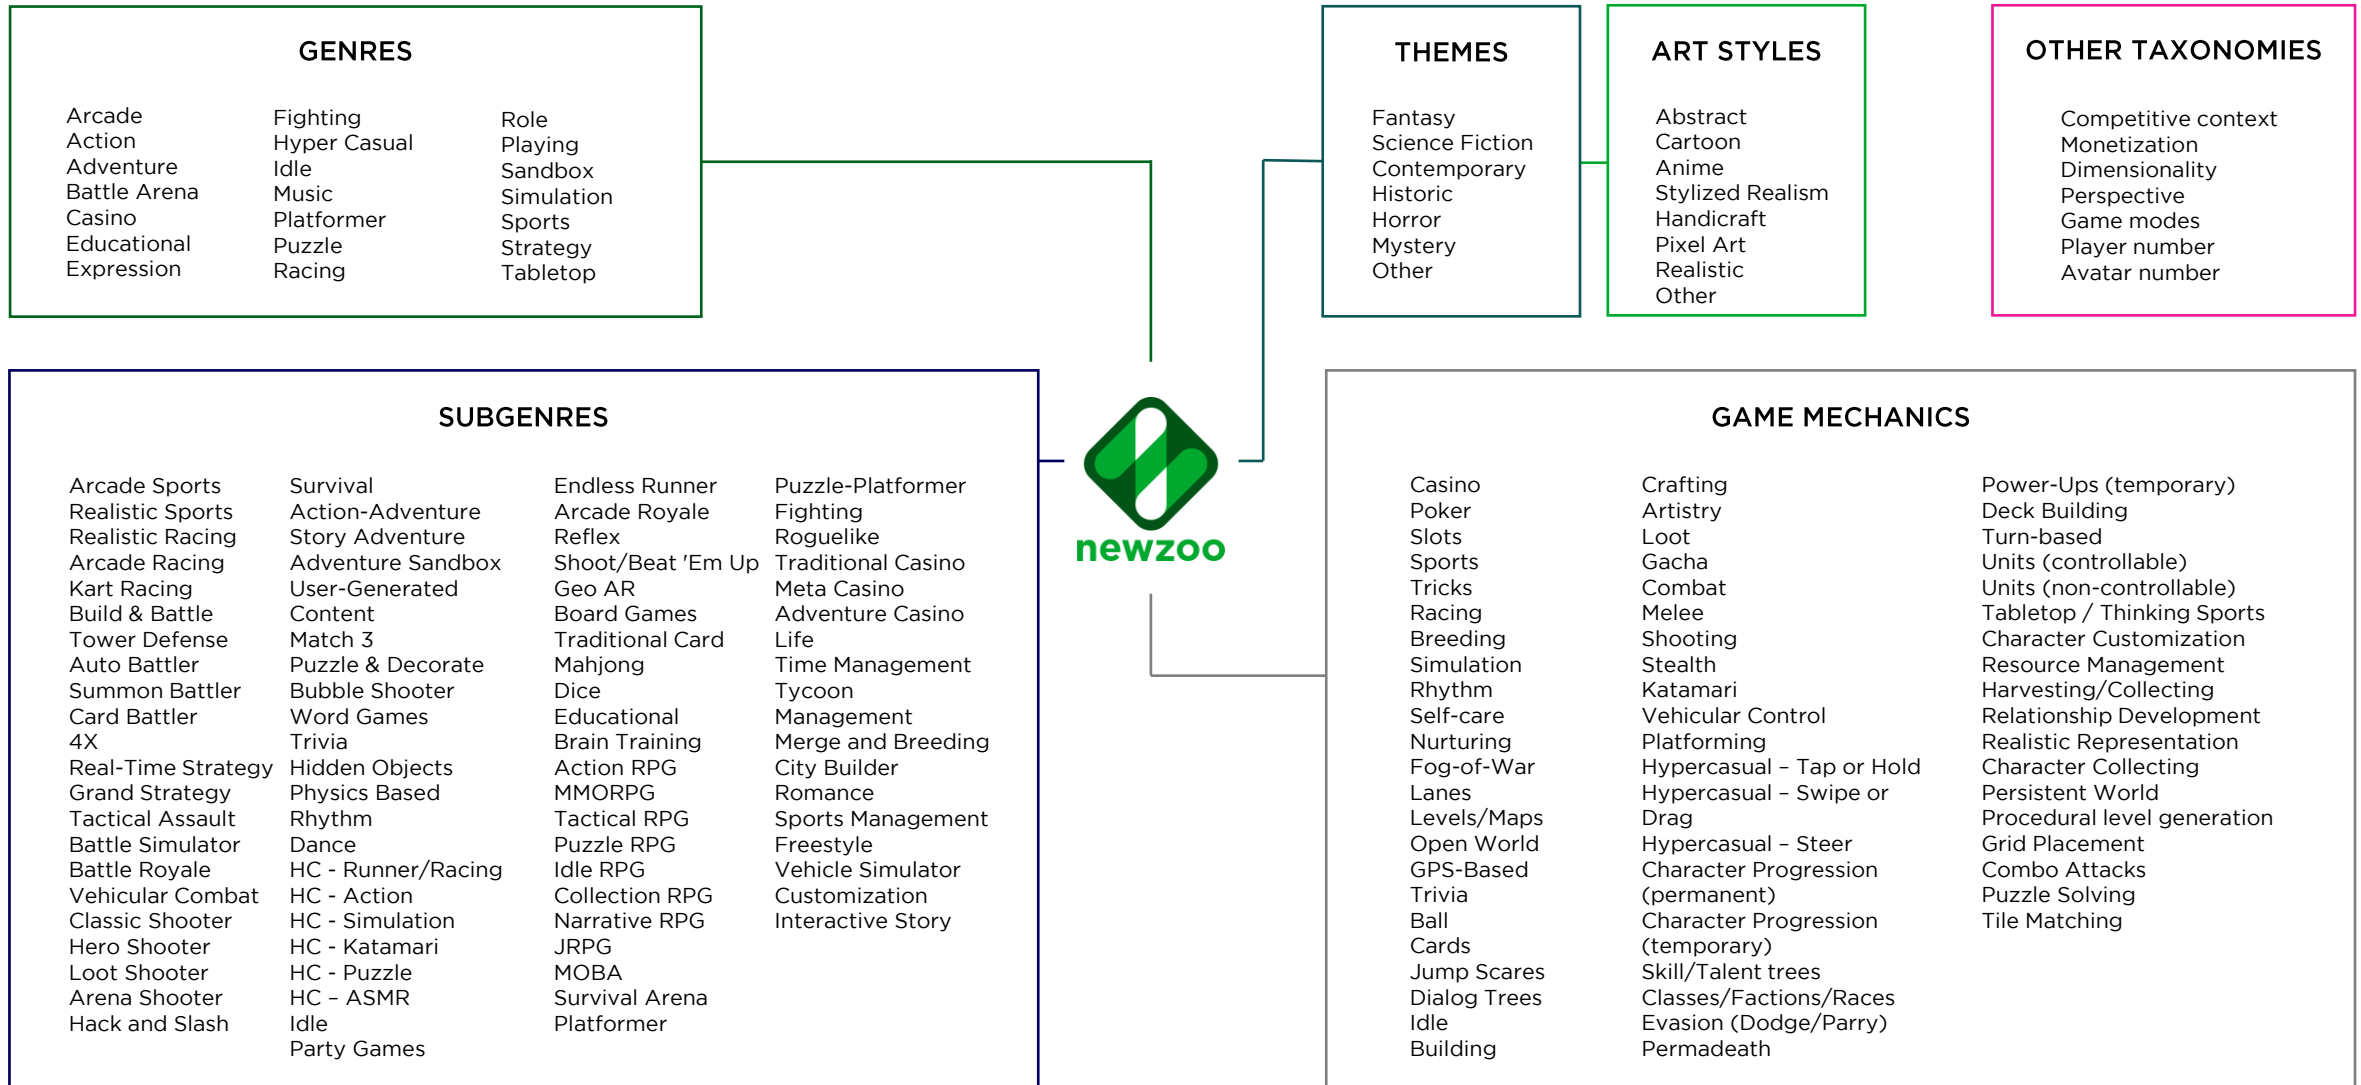 GENRES
Arcade
Action
Adventure
Battle Arena
Casino
Educational
Expression
Fighting
Hyper Casual
Idle
Music
Platformer
Puzzle
Racing
Role
Playing
Sandbox
Simulation
Sports
Strategy
Tabletop
THEMES
Fantasy
Science Fiction
Contemporary
Historic
Horror
Mystery
Other
ART STYLES
Abstract
Cartoon
Anime
Stylized Realism
Handicraft
Pixel Art
Realistic
Other
OTHER TAXONOMIES
Competitive context
Monetization
Dimensionality
Perspective
Game modes
Player number
Avatar number
SUBGENRES
Arcade Sports
Realistic Sports
Realistic Racing
Arcade Racing
Kart Racing
Build & Battle
Tower Defense
Auto Battler
Summon Battler
Card Battler
4X
Real-Time Strategy
Grand Strategy
Tactical Assault
Battle Simulator
Battle Royale
Vehicular Combat
Classic Shooter
Hero Shooter
Loot Shooter
Arena Shooter
Hack and Slash
Survival
Action-Adventure
Story Adventure
Adventure Sandbox
User-Generated
Content
Match 3
Puzzle & Decorate
Bubble Shooter
Word Games
Trivia
Hidden Objects
Physics Based
Rhythm
Dance
HC - Runner/Racing
HC - Action
HC - Simulation
HC - Katamari
HC - Puzzle
HC – ASMR
Idle
Party Games
Endless Runner
Arcade Royale
Reflex
Shoot/Beat 'Em Up
Geo AR
Board Games
Traditional Card
Mahjong
Dice
Educational
Brain Training
Action RPG
MMORPG
Tactical RPG
Puzzle RPG
Idle RPG
Collection RPG
Narrative RPG
JRPG
MOBA
Survival Arena
Platformer
Puzzle-Platformer
Fighting
Roguelike
Traditional Casino
Meta Casino
Adventure Casino
Life
Time Management
Tycoon
Management
Merge and Breeding
City Builder
Romance
Sports Management
Freestyle
Vehicle Simulator
Customization
Interactive Story
newzoo
GAME MECHANICS
Casino
Poker
Slots
Sports
Tricks
Racing
Breeding
Simulation
Rhythm
Self-care
Nurturing
Fog-of-War
Lanes
Levels/Maps
Open World
GPS-Based
Trivia
Ball
Cards
Jump Scares
Dialog Trees
Idle
Building
Crafting
Artistry
Loot
Gacha
Combat
Melee
Shooting
Stealth
Katamari
Vehicular Control
Platforming
Hypercasual – Tap or Hold
Hypercasual – Swipe or
Drag
Hypercasual – Steer
Character Progression
(permanent)
Character Progression
(temporary)
Skill/Talent trees
Classes/Factions/Races
Evasion (Dodge/Parry)
Permadeath
Power-Ups (temporary)
Deck Building
Turn-based
Units (controllable)
Units (non-controllable)
Tabletop / Thinking Sports
Character Customization
Resource Management
Harvesting/Collecting
Relationship Development
Realistic Representation
Character Collecting
Persistent World
Procedural level generation
Grid Placement
Combo Attacks
Puzzle Solving
Tile Matching